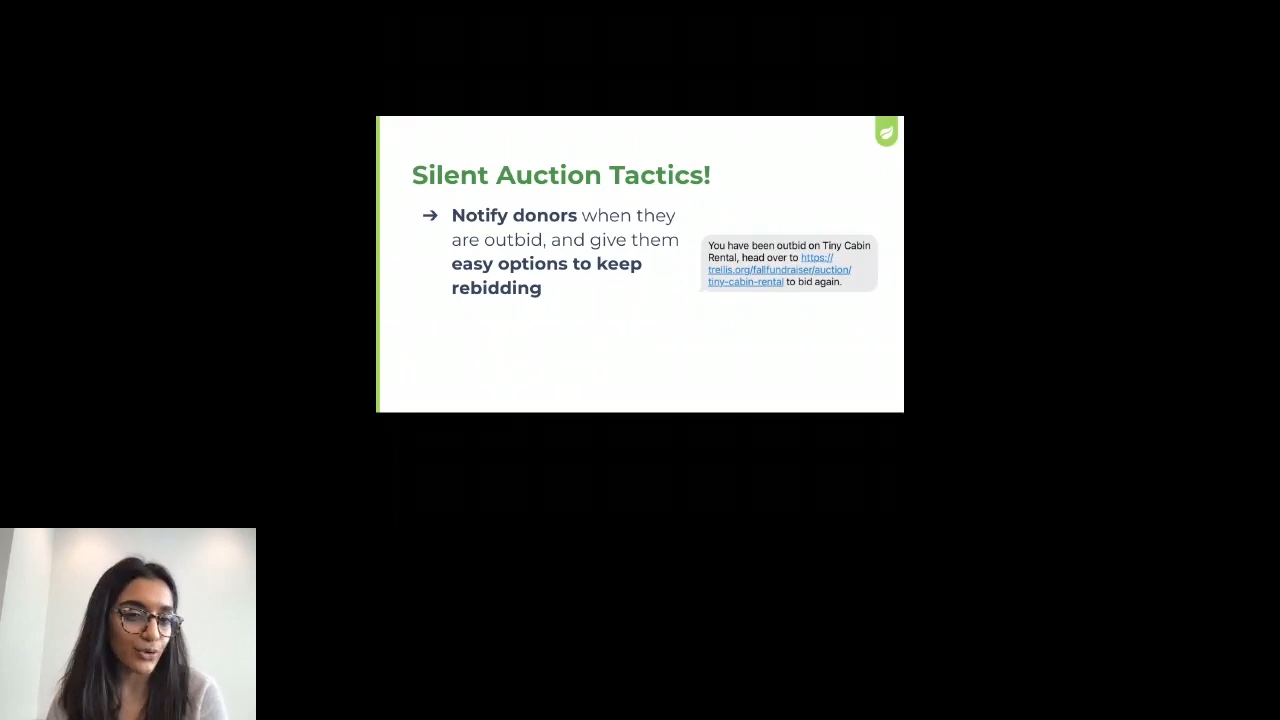 Silent Auction Tactics!
➔ Notify donors when they
are outbid, and give them
easy options to keep
rebidding
You have been outbid on Tiny Cabin
Rental, head over to https://
trellis.org/fallfundraiser/auction/
tiny-cabin-rental to bid again.